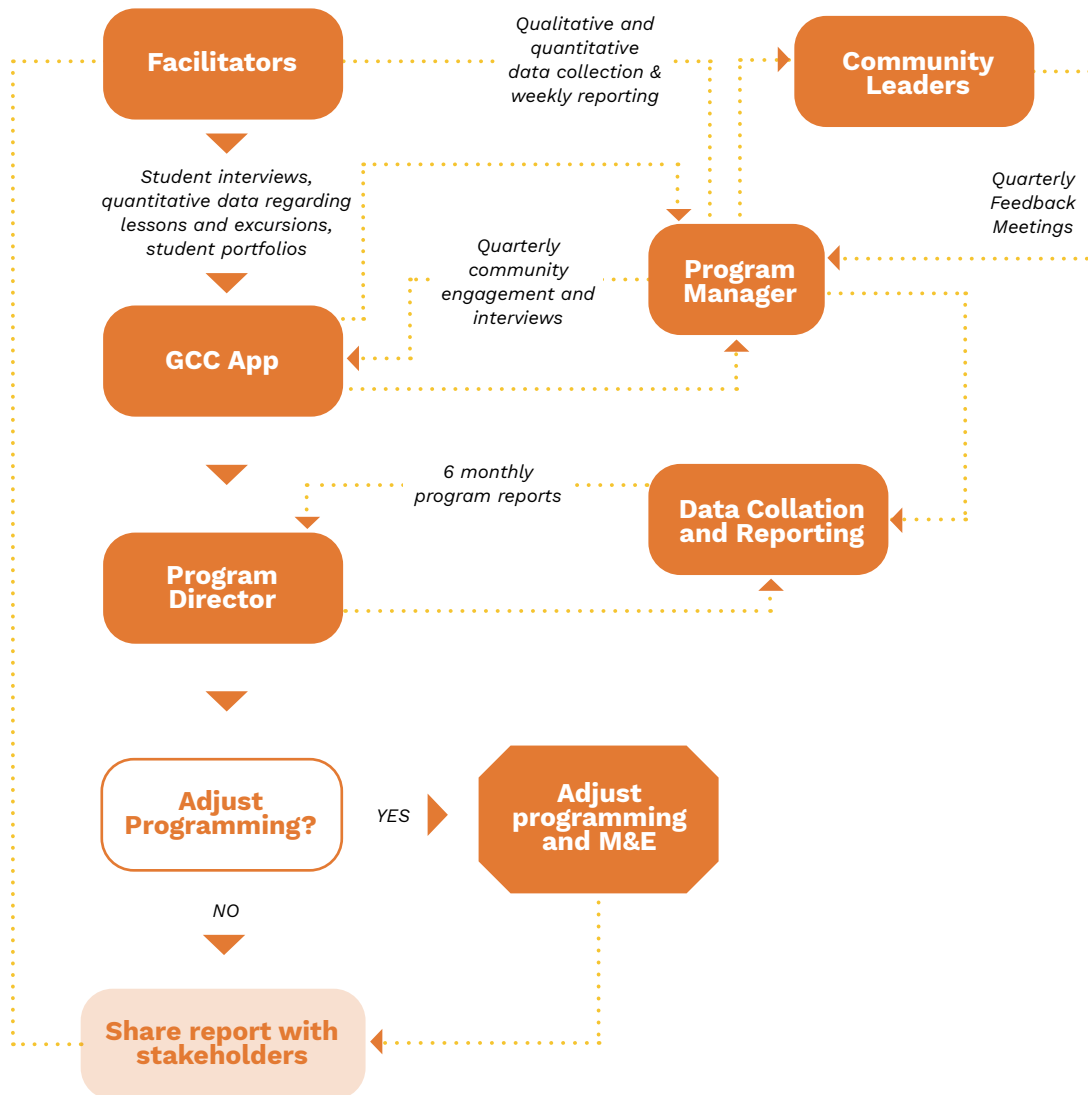 Facilitators
Qualitative and
quantitative
data collection &
weekly reporting
Community
Leaders
Student interviews,
quantitative data regarding
lessons and excursions,
student portfolios
Quarterly
Feedback
Meetings
Quarterly
community
engagement and
interviews
Program
Manager
GCC App
6 monthly
program reports
Data Collation
and Reporting
Program
Director
Adjust
Programming?
YES
Adjust
programming
and M&E
NO
Share report with
stakeholders